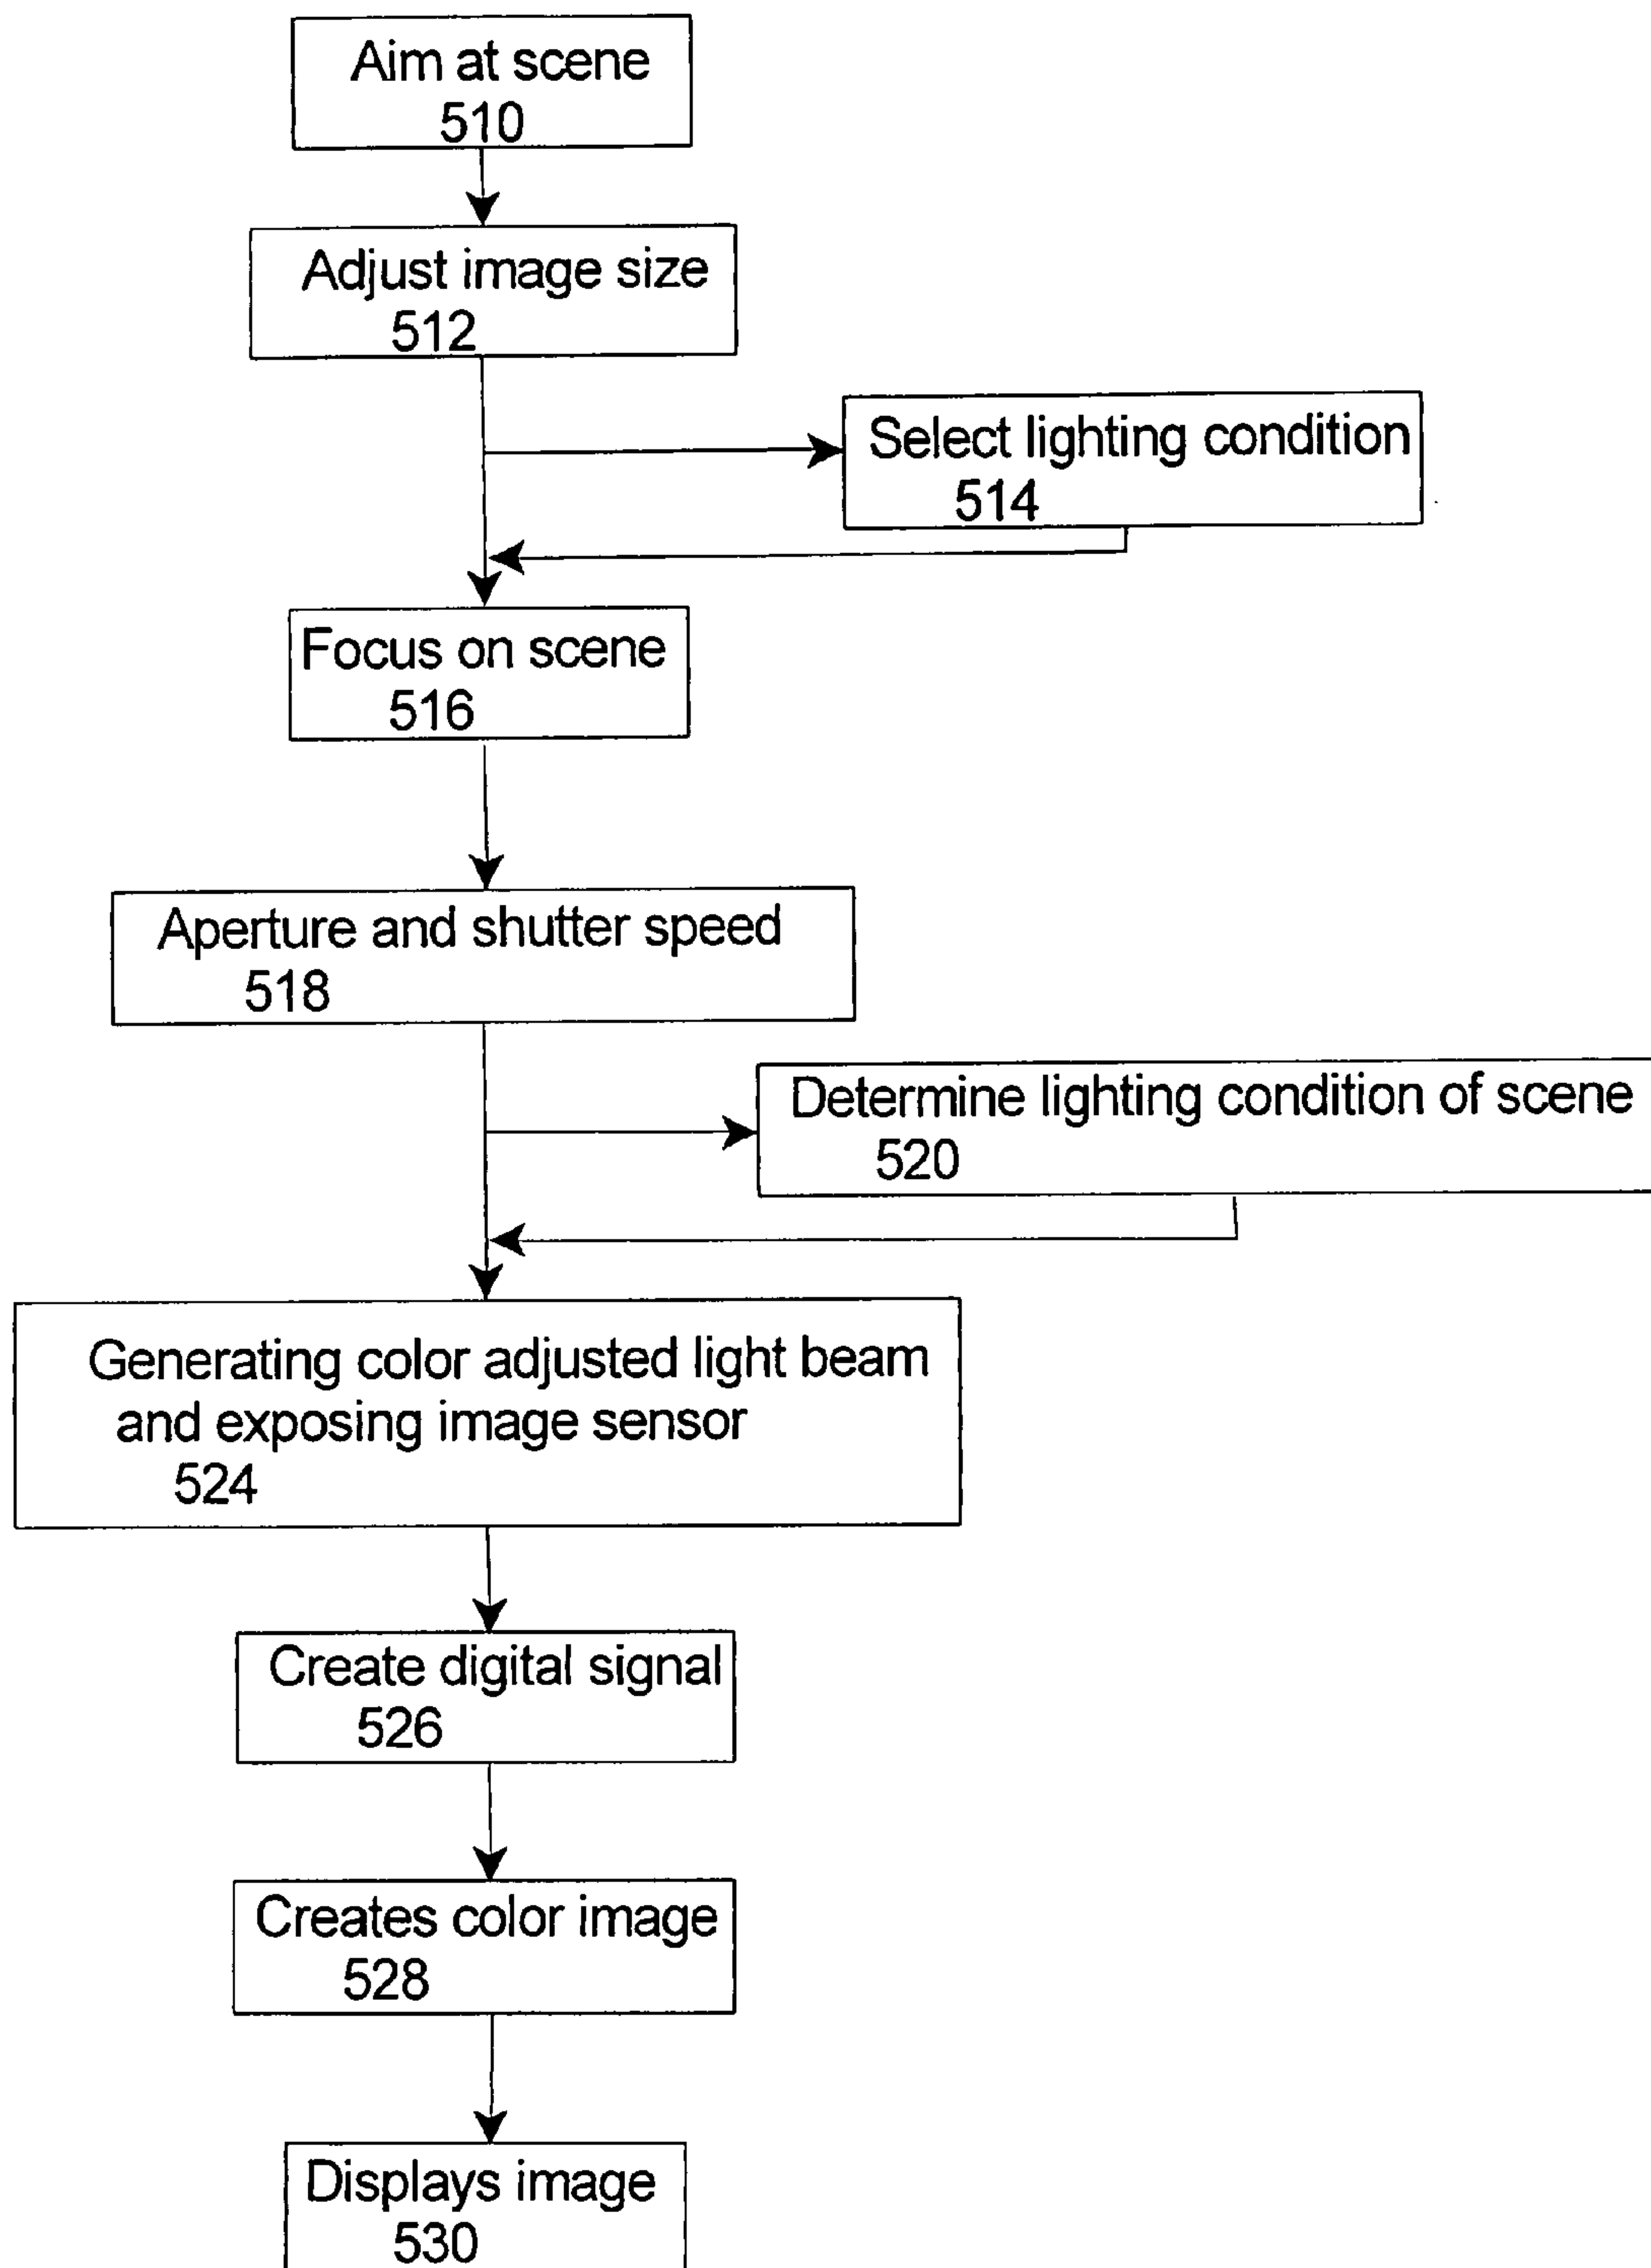 Aim at scene
510
Adjust image size
512
Select lighting condition
514
Focus on scene
516
Aperture and shutter speed
518
Determine lighting condition of scene
520
Generating color adjusted light beam
and exposing image sensor
524
Create digital signal
526
Creates color image
528
Displays image
530